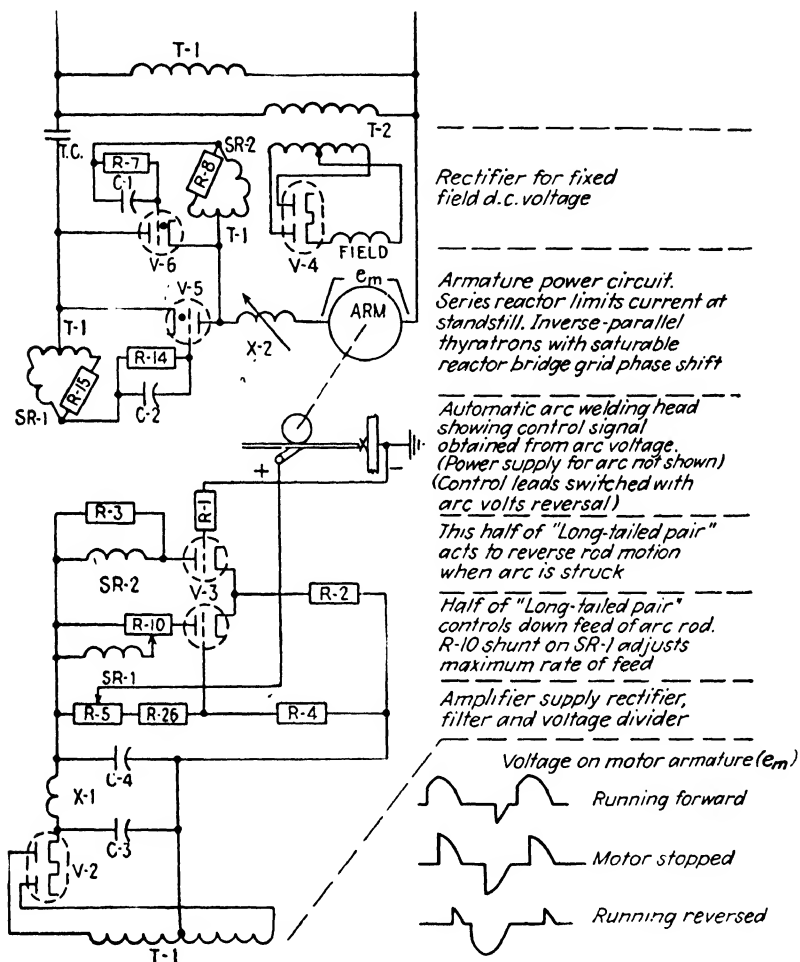 T-1
T-2
T.C.
R-7
C-1
SR-2
R-8
T-1
V-6
V-4
FIELD
V-5
em
ARM
T-1
X-2
R-14
R-15
C-2
SR-1
+
-
R-1
R-3
SR-2
V-3
R-2
R-10
SR-1
R-5
R-26
R-4
C-4
X-1
C-3
V-2
T-1
Rectifier for fixed
field d.c. voltage
Armature power circuit.
Series reactor limits current at
standstill. Inverse-parallel
thyratrons with saturable
reactor bridge grid phase shift
Automatic arc welding head
showing control signal
obtained from arc voltage.
(Power supply for arc not shown)
(Control leads switched with
arc volts reversal)
This half of "Long-tailed pair"
acts to reverse rod motion
when arc is struck
Half of "Long-tailed pair"
controls down feed of arc rod.
R-10 shunt on SR-1 adjusts
maximum rate of feed
Amplifier supply rectifier,
filter and voltage divider
Voltage on motor armature (em)
Running forward
Motor stopped
Running reversed